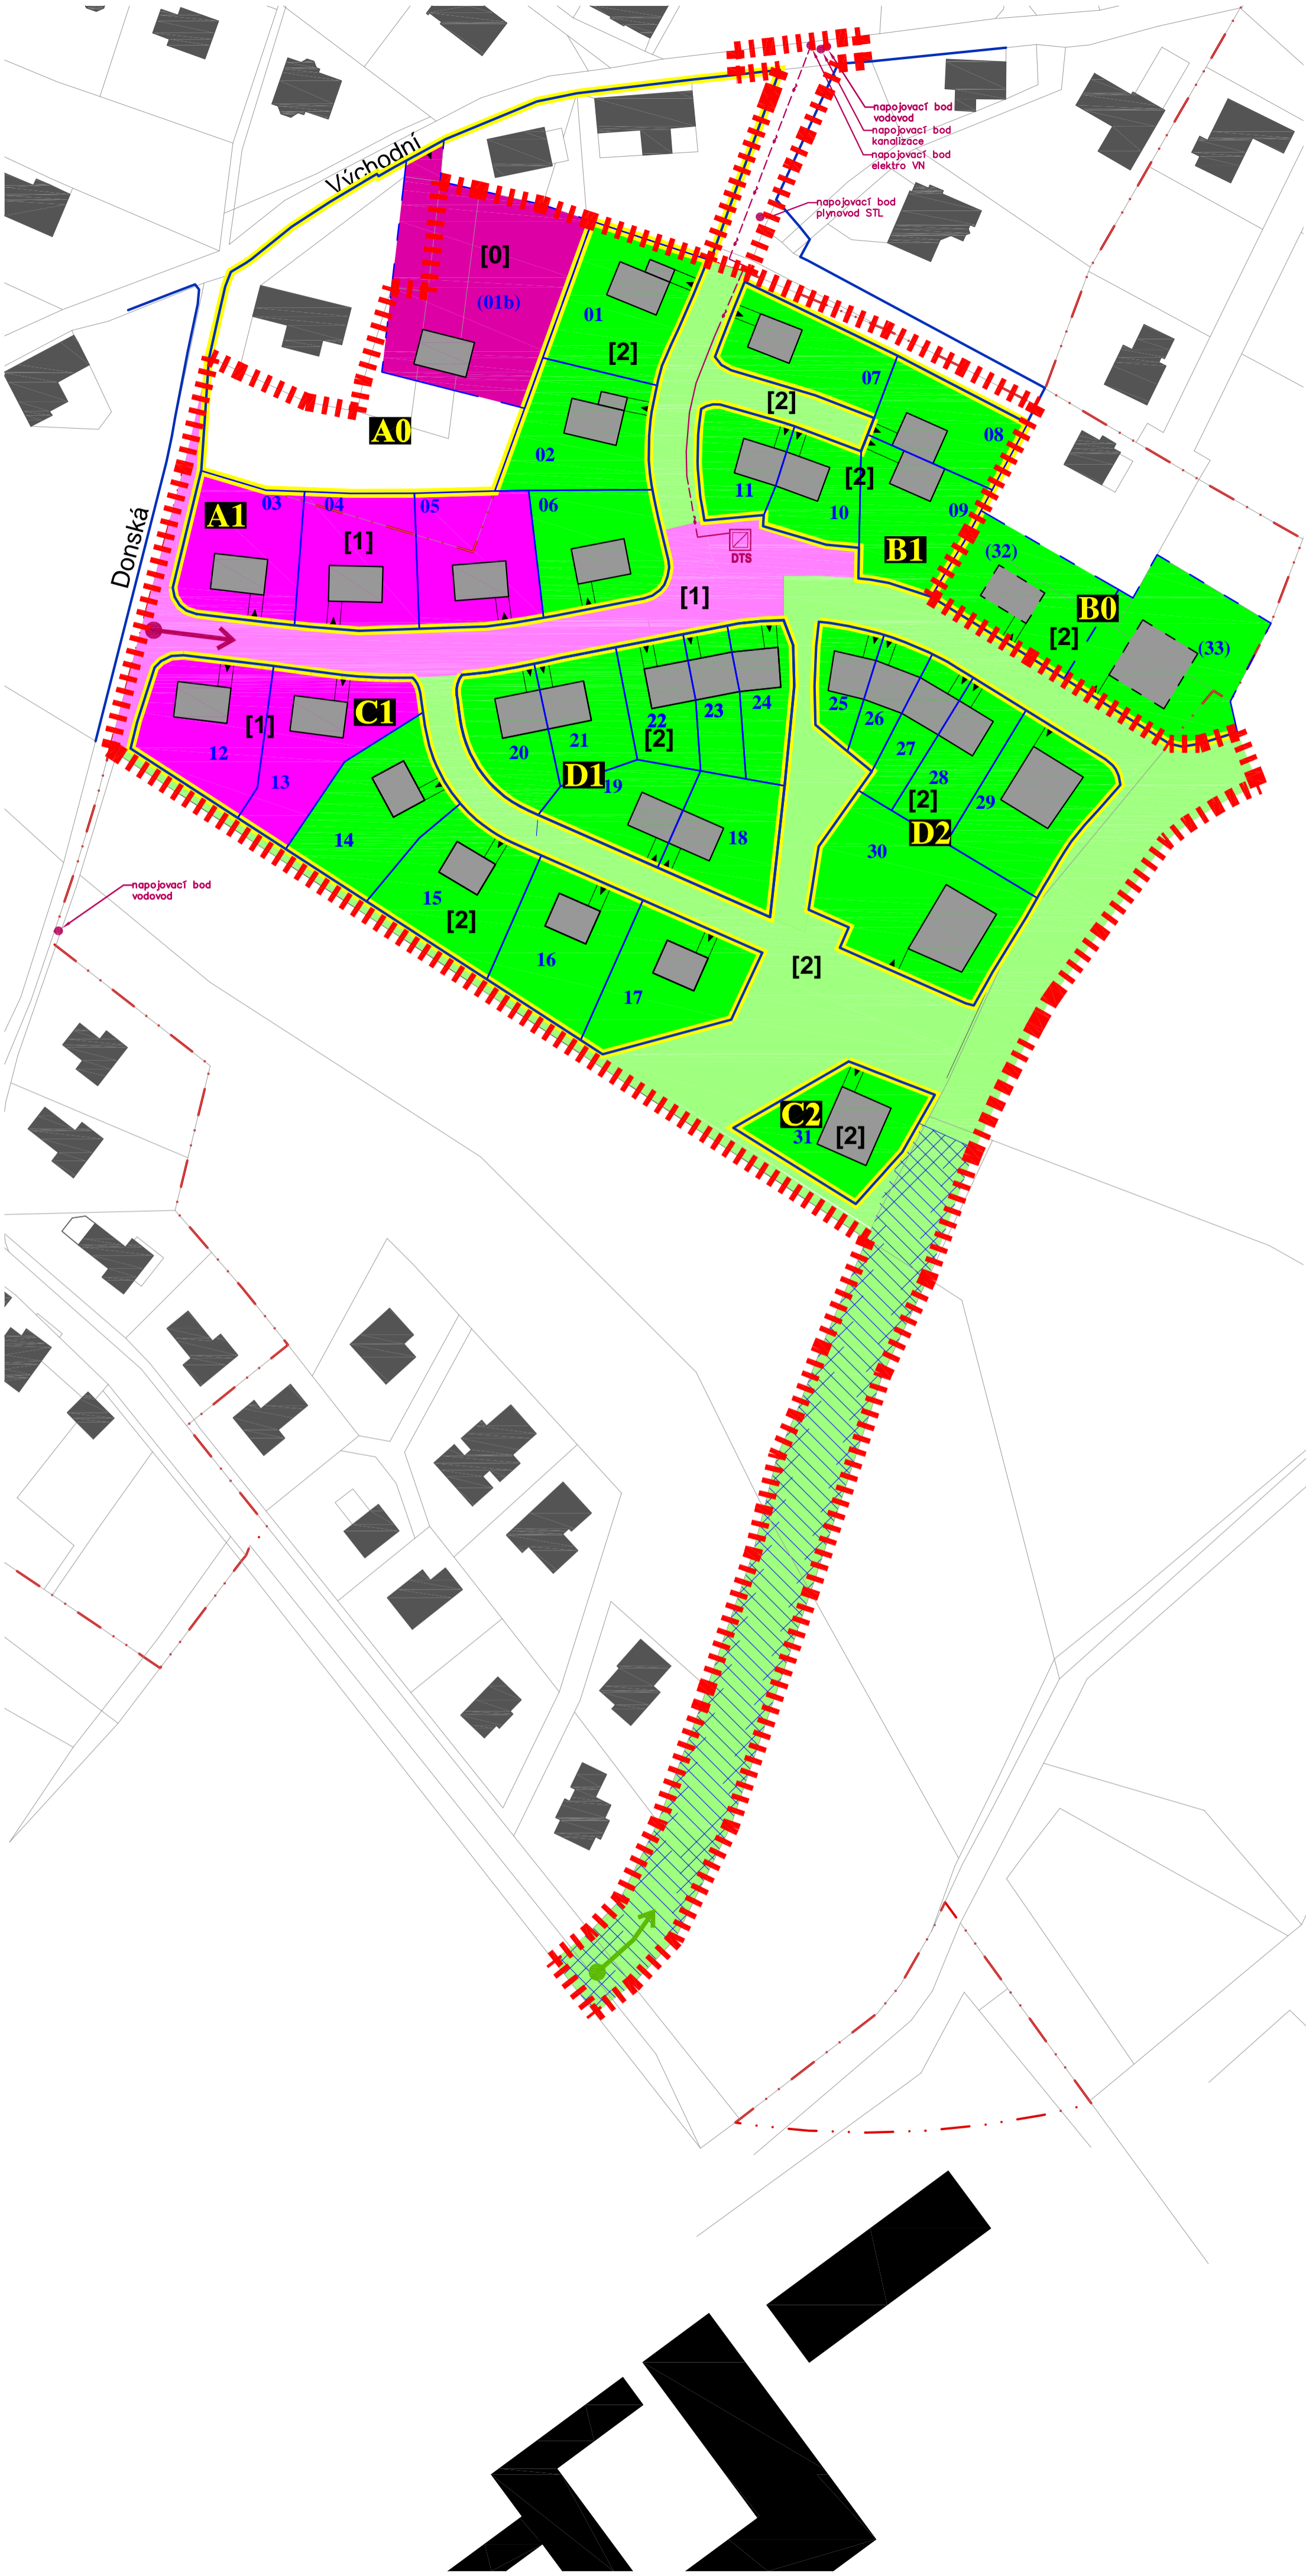 napojovací bod
vodovod
napojovací bod
kanalizace
napojovací bod
elektro VN
napojovací bod
plynovod STL
Východní
[0]
(01b)
01
[2]
07
[2]
08
A0
02
11
[2]
10
09
03
04
05
06
A1
[1]
DTS
B1
(32)
B0
[2]
(33)
Donská
[1]
12
[1]
C1
13
20
21
22
23
24
[2]
D1
19
18
25
26
27
28
29
[2]
D2
30
14
15
[2]
16
17
[2]
napojovací bod
vodovod
C2
31
[2]